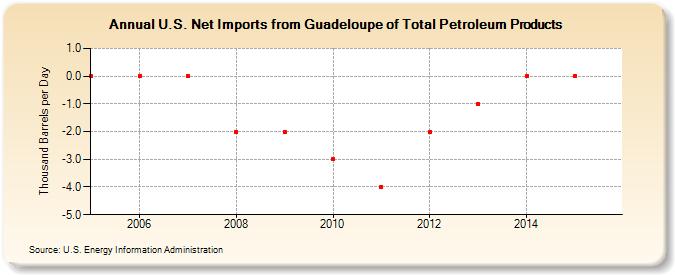 Annual U.S. Net Imports from Guadeloupe of Total Petroleum Products
Thousand Barrels per Day
1.0
0.0
-1.0
-2.0
-3.0
-4.0
-5.0
2006 2008 2010 2012 2014
Source: U.S. Energy Information Administration